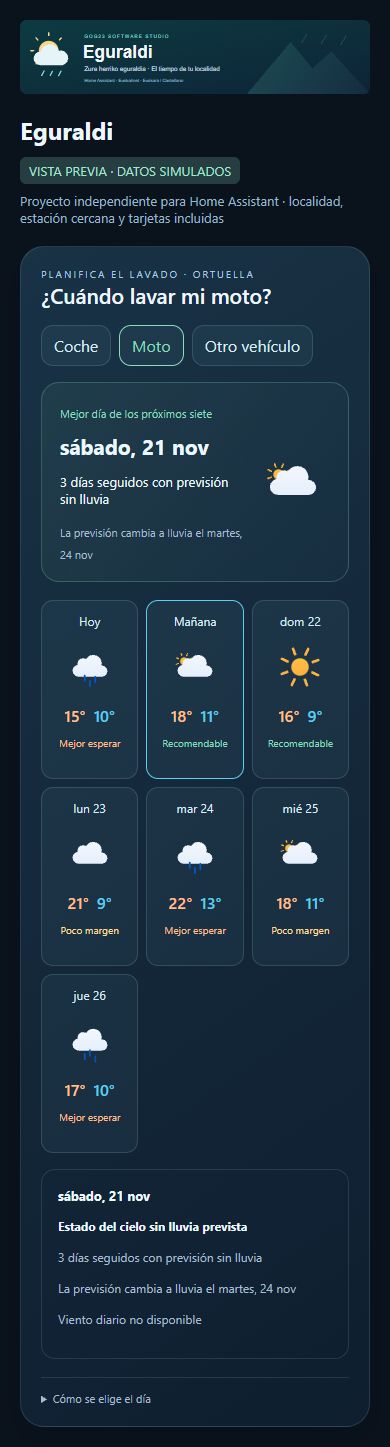 GOG23 SOFTWARE STUDIO
Eguraldi
Zure herriko eguraldia · El tiempo de tu localidad
Home Assistant · Euskalmet · Euskara / Castellano
Eguraldi
VISTA PREVIA · DATOS SIMULADOS
Proyecto independiente para Home Assistant · localidad,
estación cercana y tarjetas incluidas
PLANIFICA EL LAVADO · ORTUELLA
¿Cuándo lavar mi moto?
Coche Moto Otro vehículo
Mejor día de los próximos siete
sábado, 21 nov
3 días seguidos con previsión
sin lluvia
La previsión cambia a lluvia el martes,
24 nov
Hoy Mañana dom 22
15° 10° 18° 11° 16° 9°
Mejor esperar Recomendable Recomendable
lun 23 mar 24 mié 25
21° 9° 22° 13° 18° 11°
Poco margen Mejor esperar Poco margen
jue 26
17° 10°
Mejor esperar
sábado, 21 nov
Estado del cielo sin lluvia prevista
3 días seguidos con previsión sin lluvia
La previsión cambia a lluvia el martes, 24 nov
Viento diario no disponible
Cómo se elige el día